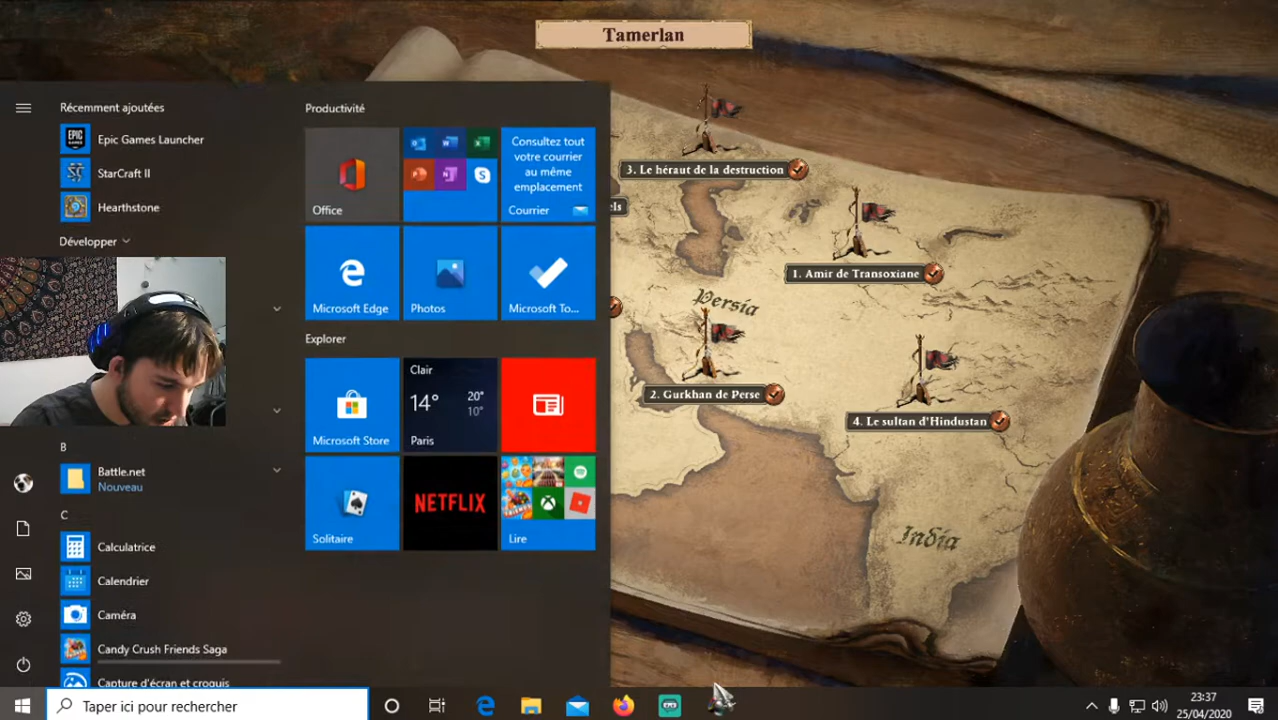 Tamerlan
Récemment ajoutées
EPIC GAMES
Epic Games Launcher
StarCraft II
Hearthstone
Développer
B
Battle.net
Nouveau
C
Calculatrice
Calendrier
Caméra
Candy Crush Friends Saga
Capture d'écran et croquis
Productivité
Office
Consultez tout
votre courrier
au même
emplacement
Courrier
Microsoft Edge
Photos
Microsoft To...
Explorer
Microsoft Store
Clair
14° 20°
10°
Paris
Solitaire
NETFLIX
Lire
3. Le héraut de la destruction
els
1. Amir de Transoxiane
Persia
2. Gurkhan de Perse
4. Le sultan d'Hindustan
India
Taper ici pour rechercher
23:37
25/04/2020